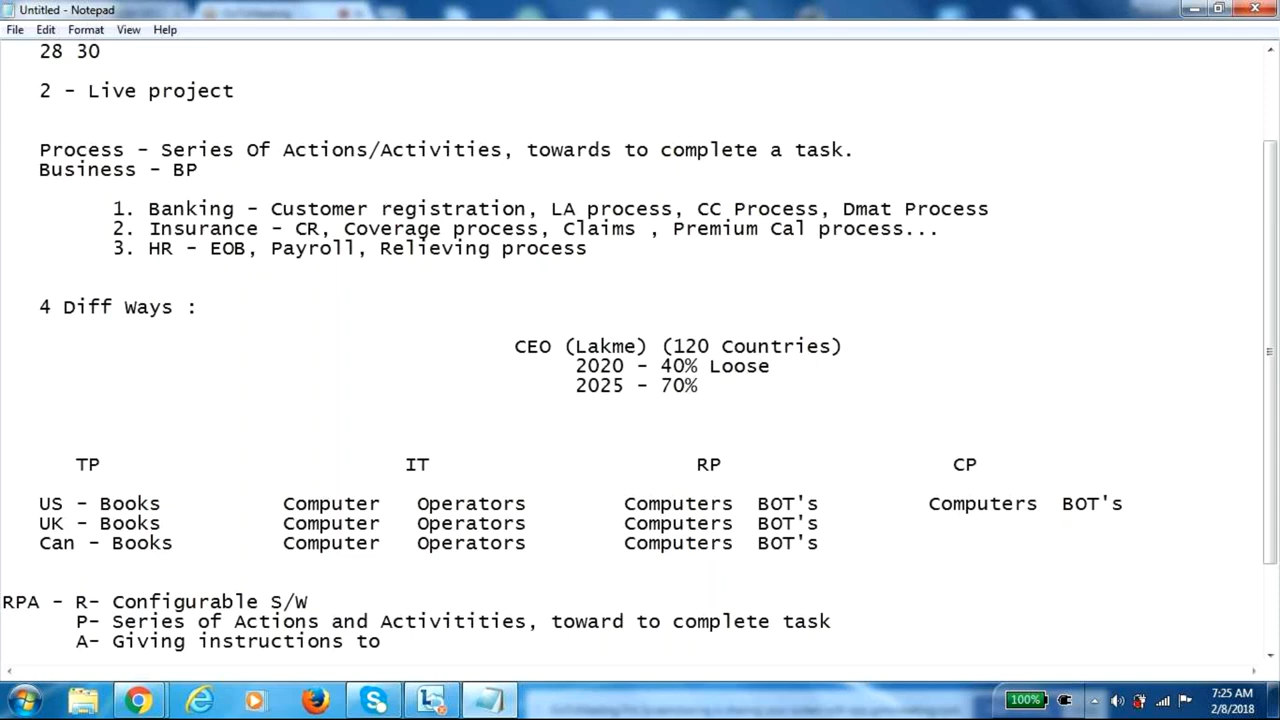 Untitled - Notepad
File Edit Format View Help
28 30
2 - Live project
Process - Series Of Actions/Activities, towards to complete a task.
Business - BP
1. Banking - Customer registration, LA process, CC Process, Dmat Process
2. Insurance - CR, Coverage process, Claims , Premium Cal process...
3. HR - EOB, Payroll, Relieving process
4 Diff Ways :
CEO (Lakme) (120 Countries)
2020 - 40% Loose
2025 - 70%
TP IT RP CP
US - Books Computer Operators Computers BOT's Computers BOT's
UK - Books Computer Operators Computers BOT's
Can - Books Computer Operators Computers BOT's
RPA - R- Configurable S/W
P- Series of Actions and Activitities, toward to complete task
A- Giving instructions to
100% 7:25 AM
2/8/2018